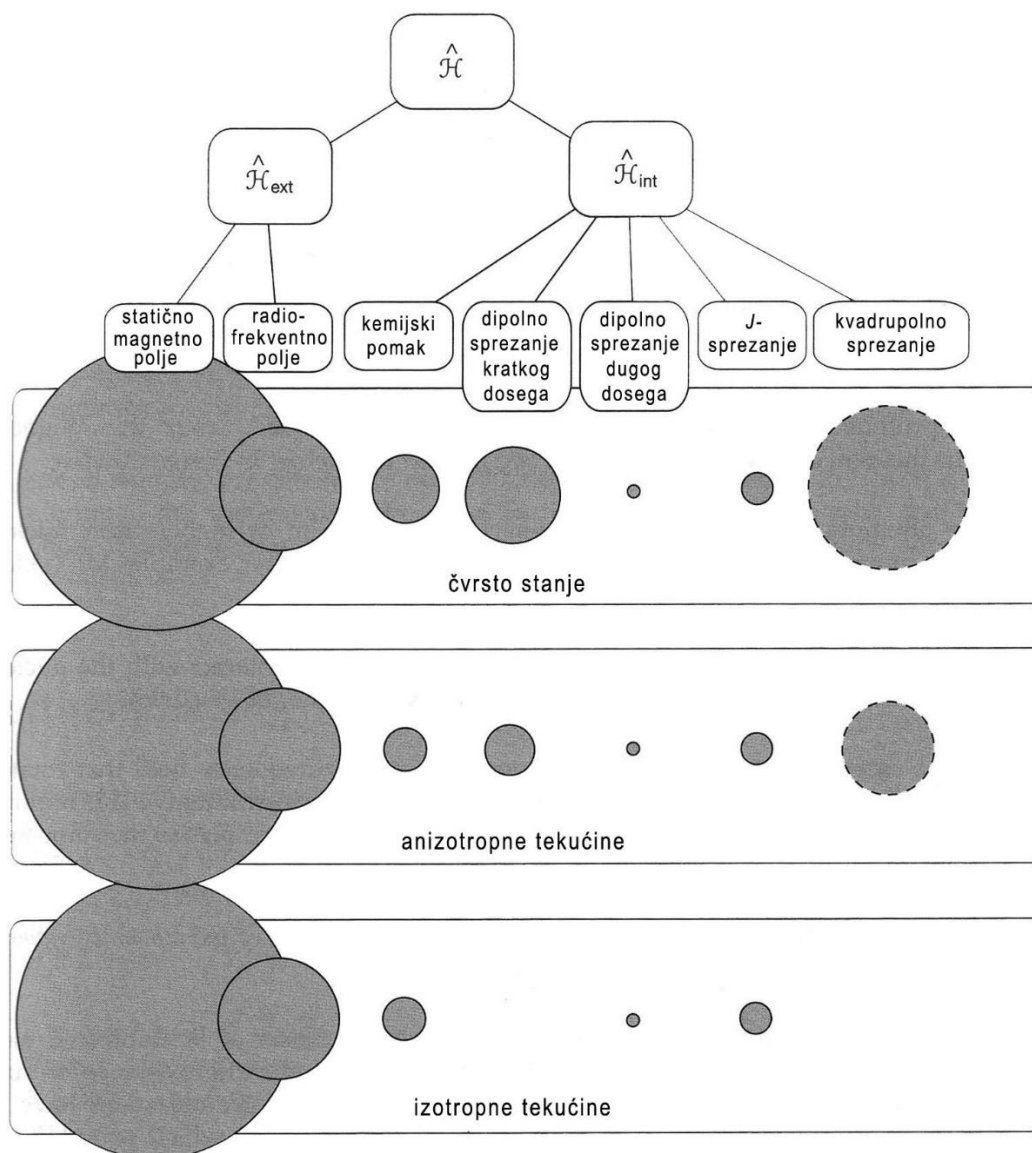 Ĥ
Ĥext
Ĥint
statično
magnetno
polje
radio-
frekventno
polje
kemijski
pomak
dipolno
sprezanje
kratkog
dosega
dipolno
sprezanje
dugog
dosega
J-
sprezanje
kvadrupolno
sprezanje
čvrsto stanje
anizotropne tekućine
izotropne tekućine